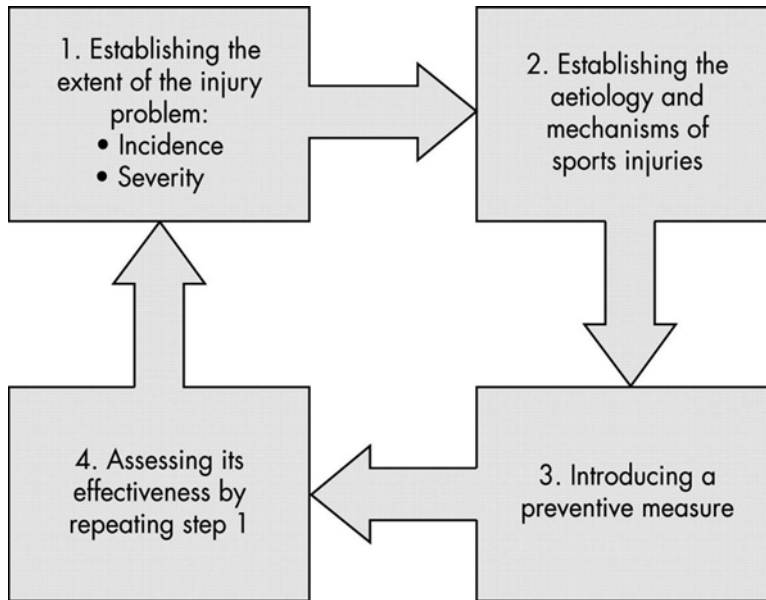 1. Establishing the
extent of the injury
problem:
• Incidence
• Severity
2. Establishing the
aetiology and
mechanisms of
sports injuries
3. Introducing a
preventive measure
4. Assessing its
effectiveness by
repeating step 1